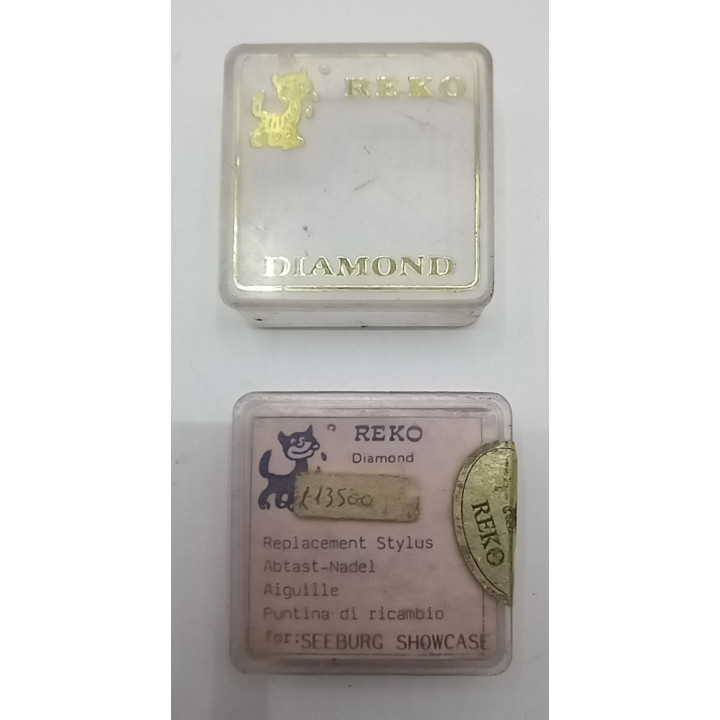 REKO
DIAMOND
REKO
Diamond
£13500
Replacement Stylus
Abtast-Nadel
Aiguille
Puntina di ricambio
for: SEEBURG SHOWCASE
REKO